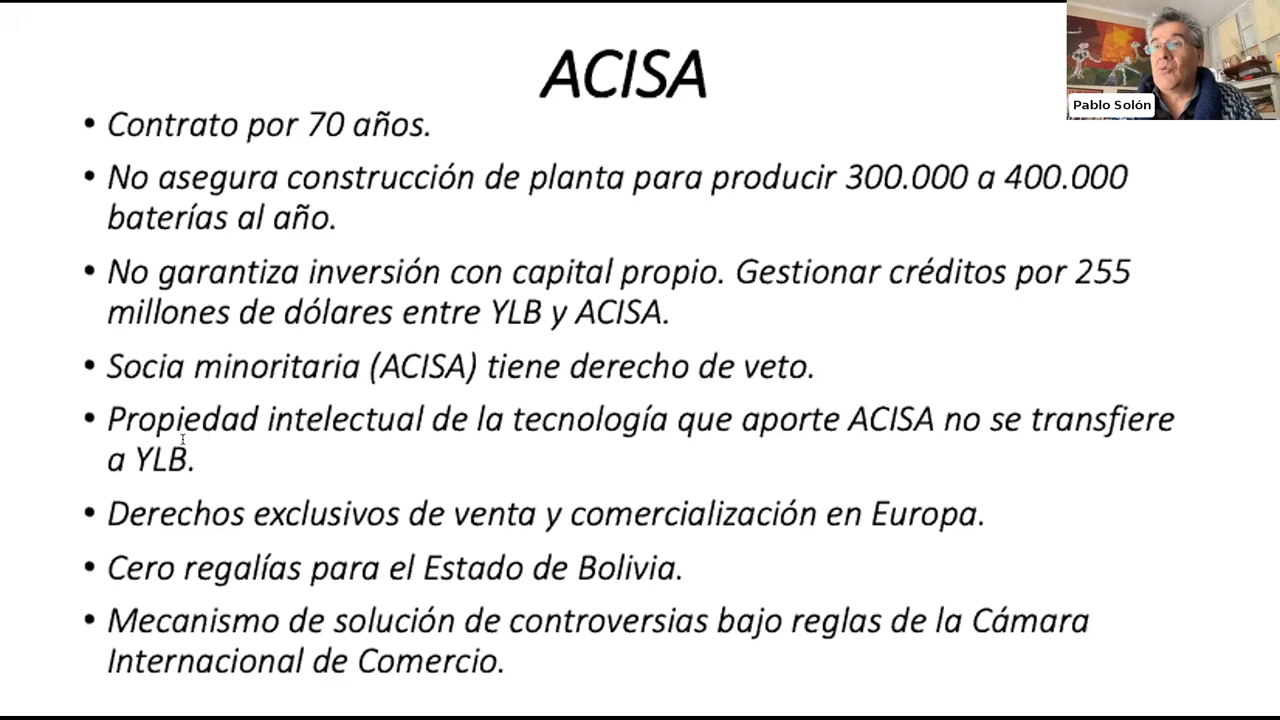 ACISA
Pablo Solón
• Contrato por 70 años.
• No asegura construcción de planta para producir 300.000 a 400.000
baterías al año.
• No garantiza inversión con capital propio. Gestionar créditos por 255
millones de dólares entre YLB y ACISA.
• Socia minoritaria (ACISA) tiene derecho de veto.
• Propiedad intelectual de la tecnología que aporte ACISA no se transfiere
a YLB.
• Derechos exclusivos de venta y comercialización en Europa.
• Cero regalías para el Estado de Bolivia.
• Mecanismo de solución de controversias bajo reglas de la Cámara
Internacional de Comercio.